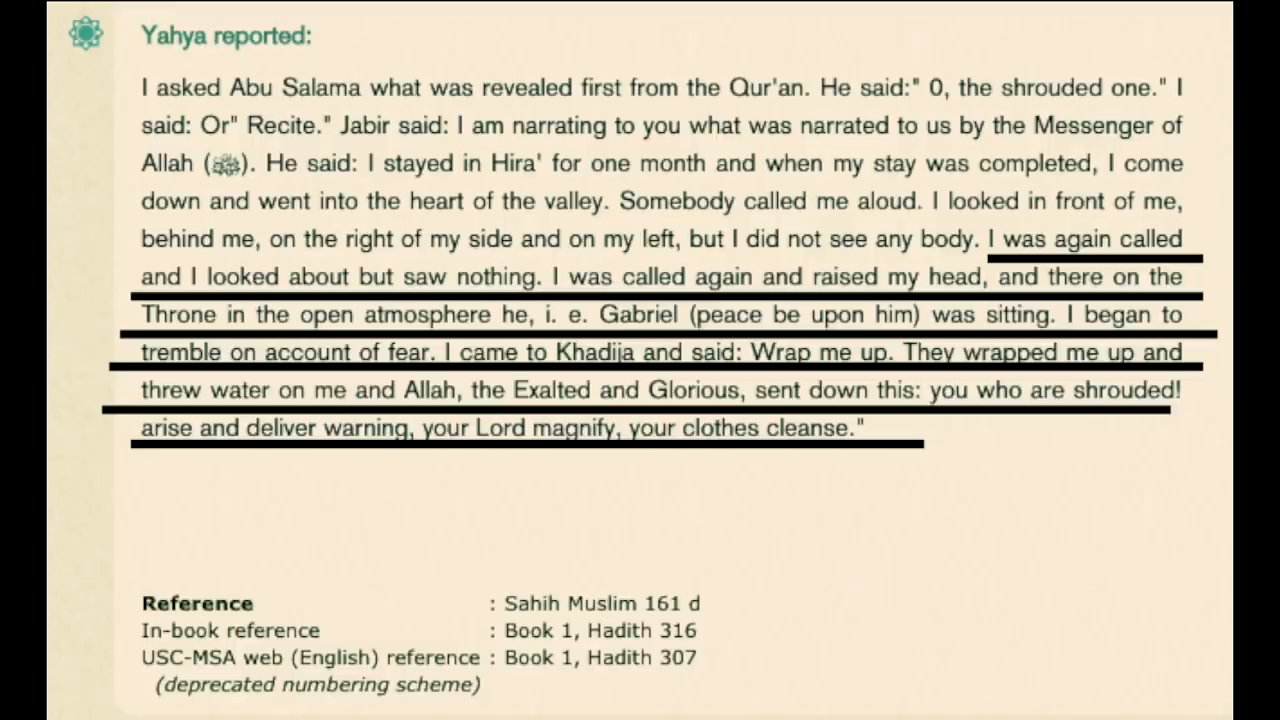 Yahya reported:
I asked Abu Salama what was revealed first from the Qur'an. He said:" 0, the shrouded one." I
said: Or" Recite." Jabir said: I am narrating to you what was narrated to us by the Messenger of
Allah (ﷺ). He said: I stayed in Hira' for one month and when my stay was completed, I come
down and went into the heart of the valley. Somebody called me aloud. I looked in front of me,
behind me, on the right of my side and on my left, but I did not see any body. I was again called
and I looked about but saw nothing. I was called again and raised my head, and there on the
Throne in the open atmosphere he, i. e. Gabriel (peace be upon him) was sitting. I began to
tremble on account of fear. I came to Khadija and said: Wrap me up. They wrapped me up and
threw water on me and Allah, the Exalted and Glorious, sent down this: you who are shrouded!
arise and deliver warning, your Lord magnify, your clothes cleanse."
Reference : Sahih Muslim 161 d
In-book reference : Book 1, Hadith 316
USC-MSA web (English) reference : Book 1, Hadith 307
(deprecated numbering scheme)